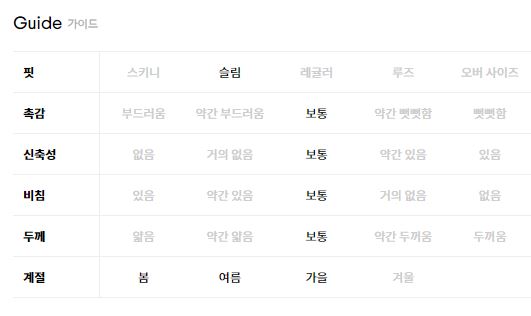 Guide 가이드
핏 스키니 슬림 레귤러 루즈 오버 사이즈
촉감 부드러움 약간 부드러움 보통 약간 뻣뻣함 뻣뻣함
신축성 없음 거의 없음 보통 약간 있음 있음
비침 있음 약간 있음 보통 거의 없음 없음
두께 얇음 약간 얇음 보통 약간 두꺼움 두꺼움
계절 봄 여름 가을 겨울